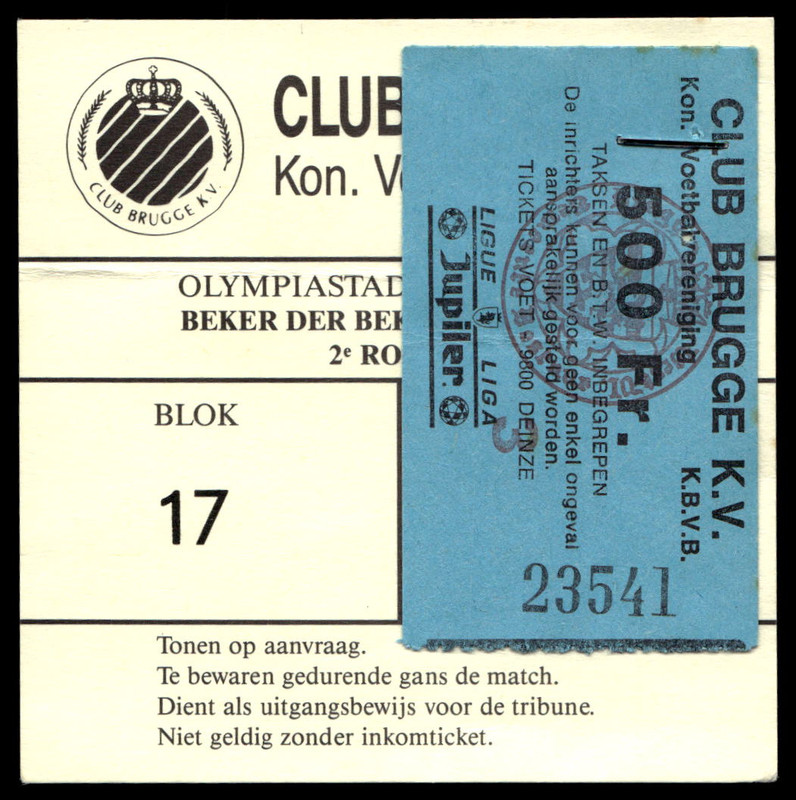 CLUB BRUGGE K.V.
CLUB
Kon. V
OLYMPIASTAD
BEKER DER BEK
2e RO
BLOK
17
Tonen op aanvraag.
Te bewaren gedurende gans de match.
Dient als uitgangsbewijs voor de tribune.
Niet geldig zonder inkomticket.
CLUB BRUGGE K.V.
Kon. Voetbalvereniging K.B.V.B.
500 Fr.
TAKSEN EN B.T.W. INBEGREPEN
De inrichters kunnen voor geen enkel ongeval
aansprakelijk gesteld worden.
TICKETS VOET - 9800 DEINZE
LIGUE LIGA
Jupiler
3
23541